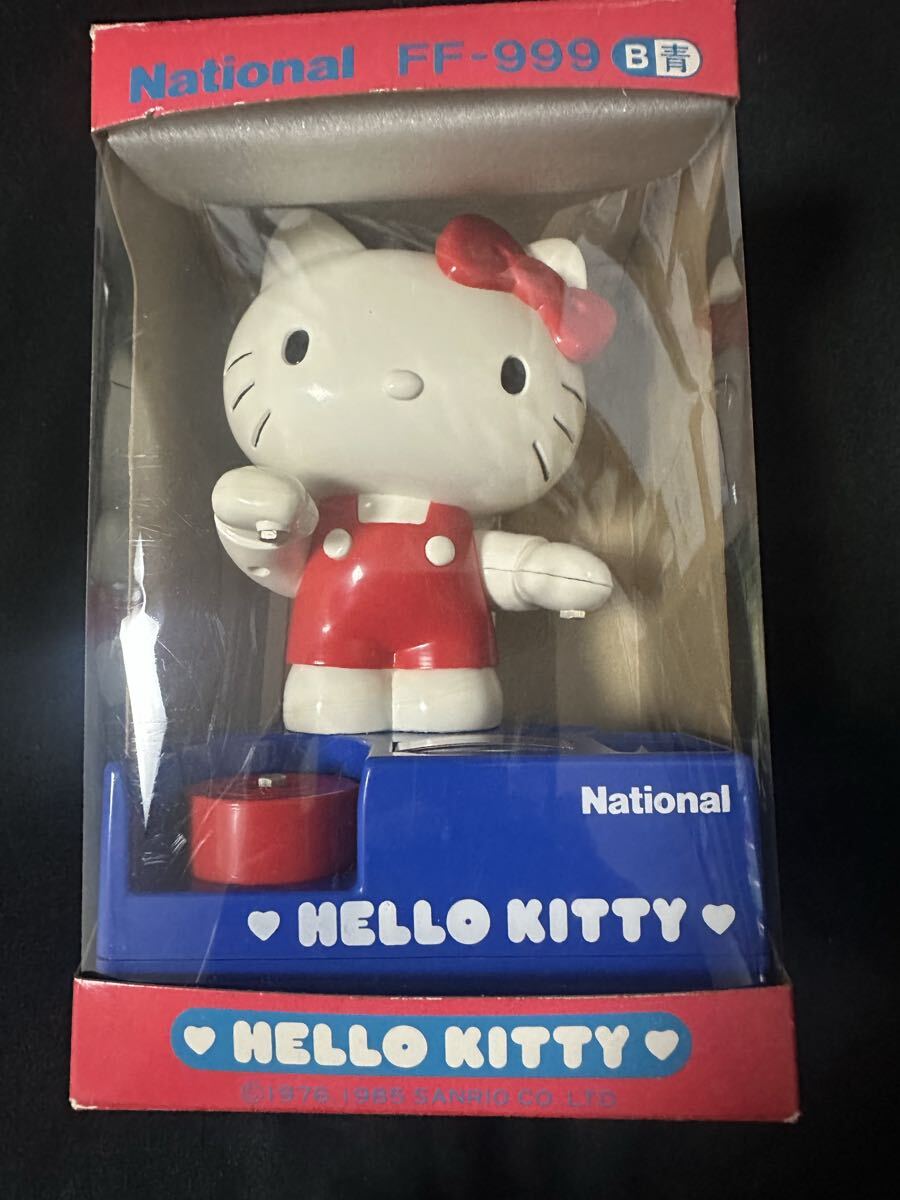 National FF-999 B青
National
♥ HELLO KITTY ♥
♥ HELLO KITTY ♥
©1976, 1985 SANRIO CO., LTD.